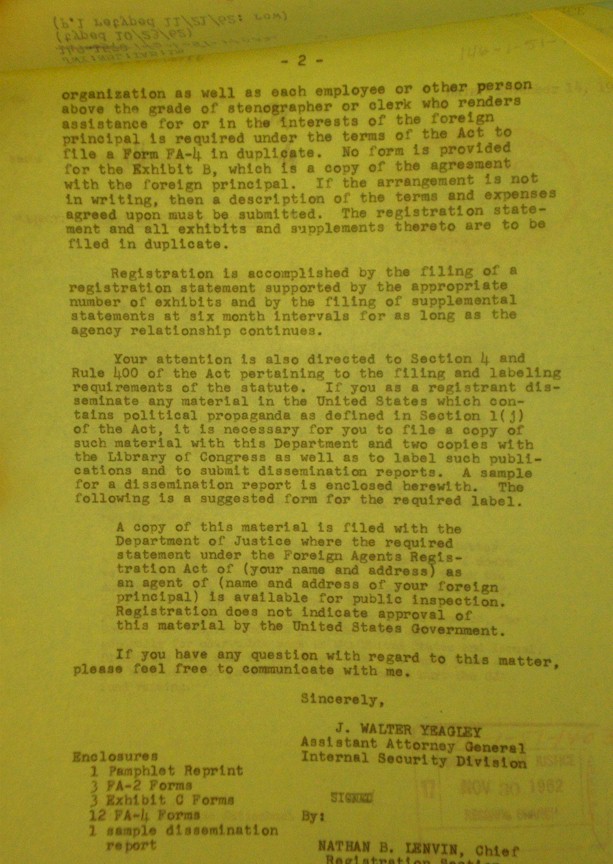 - 2 -
organization as well as each employee or other person
above the grade of stenographer or clerk who renders
assistance for or in the interests of the foreign
principal is required under the terms of the Act to
file a Form FA-4 in duplicate. No form is provided
for the Exhibit B, which is a copy of the agreement
with the foreign principal. If the arrangement is not
in writing, then a description of the terms and expenses
agreed upon must be submitted. The registration state-
ment and all exhibits and supplements thereto are to be
filed in duplicate.
Registration is accomplished by the filing of a
registration statement supported by the appropriate
number of exhibits and by the filing of supplemental
statements at six month intervals for as long as the
agency relationship continues.
Your attention is also directed to Section 4 and
Rule 400 of the Act pertaining to the filing and labeling
requirements of the statute. If you as a registrant dis-
seminate any material in the United States which con-
tains political propaganda as defined in Section 1(j)
of the Act, it is necessary for you to file a copy of
such material with this Department and two copies with
the Library of Congress as well as to label such publi-
cations and to submit dissemination reports. A sample
for a dissemination report is enclosed herewith. The
following is a suggested form for the required label.
A copy of this material is filed with the
Department of Justice where the required
statement under the Foreign Agents Regis-
tration Act of (your name and address) as
an agent of (name and address of your foreign
principal) is available for public inspection.
Registration does not indicate approval of
this material by the United States Government.
If you have any question with regard to this matter,
please feel free to communicate with me.
Sincerely,
J. WALTER YEAGLEY
Assistant Attorney General
Internal Security Division
Enclosures
1 Pamphlet Reprint
3 FA-2 Forms
3 Exhibit C Forms
12 FA-4 Forms
1 sample dissemination
report
SIGNED
By:
NATHAN B. LENVIN, Chief
Registration Section
NOV 30 1962